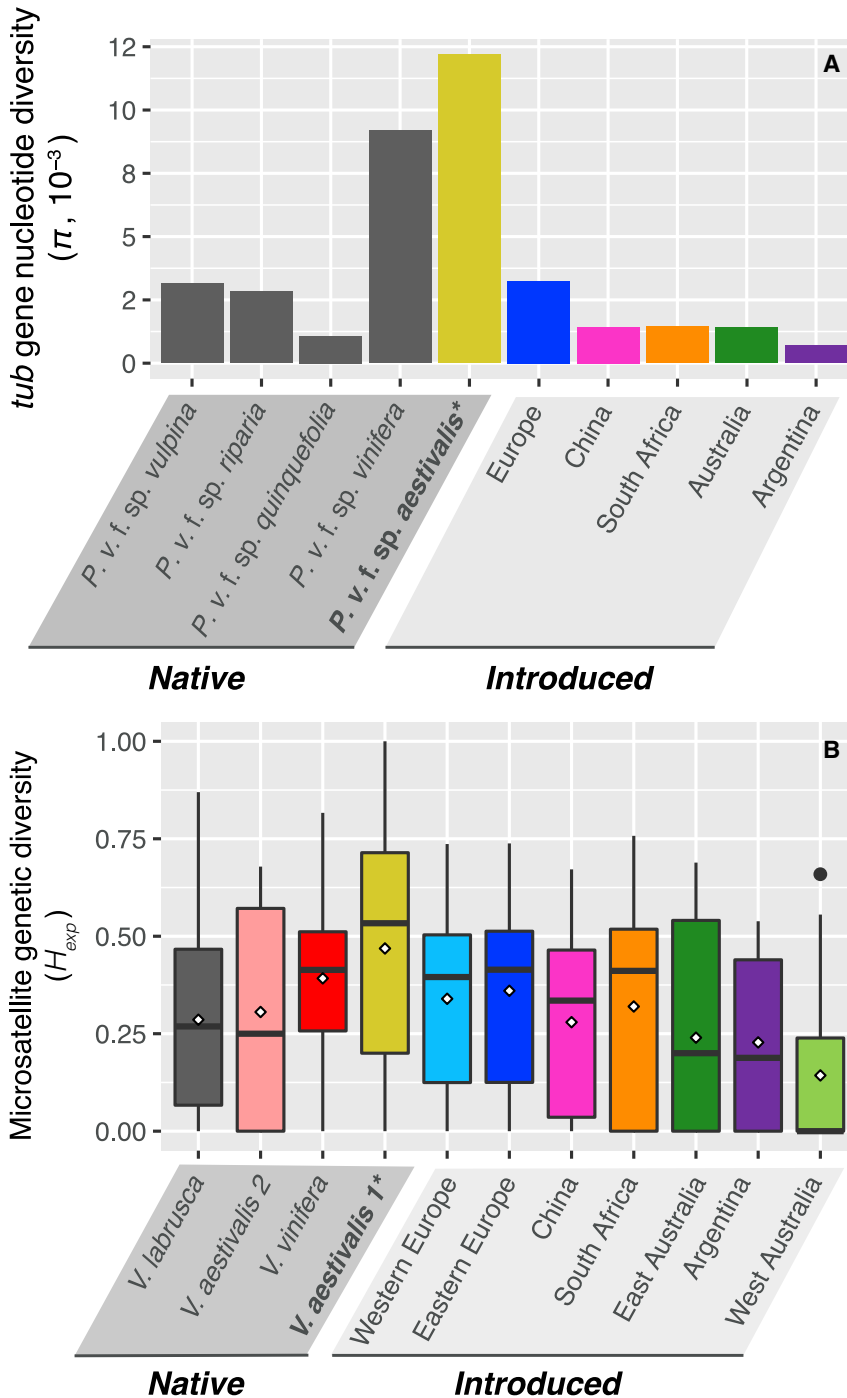 A
tub gene nucleotide diversity
(π, 10⁻³)
12
10
8
5
2
0
P. v. f. sp. vulpina
P. v. f. sp. riparia
P. v. f. sp. quinquefolia
P. v. f. sp. vinifera
P. v. f. sp. aestivalis*
Europe
China
South Africa
Australia
Argentina
Native
Introduced
B
Microsatellite genetic diversity
(Hexp)
1.00
0.75
0.50
0.25
0.00
V. labrusca
V. aestivalis 2
V. vinifera
V. aestivalis 1*
Western Europe
Eastern Europe
China
South Africa
East Australia
Argentina
West Australia
Native
Introduced